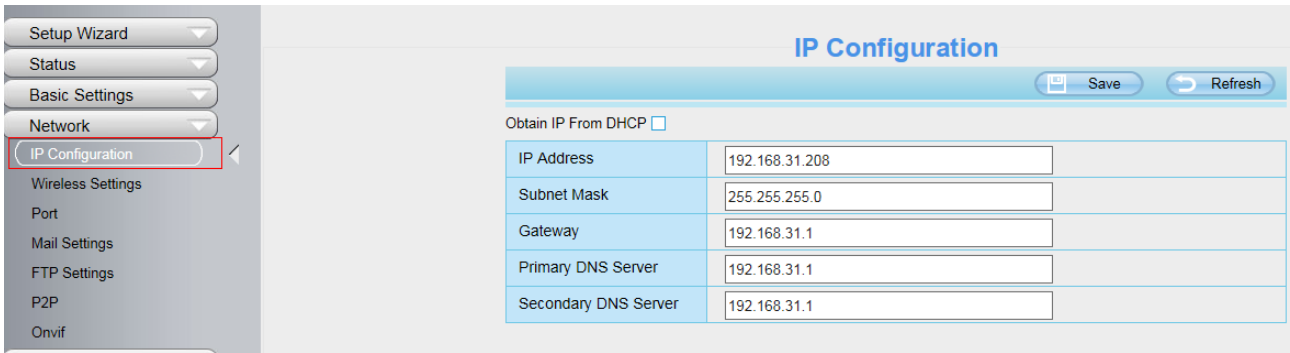 Setup Wizard
Status
Basic Settings
Network
IP Configuration
Wireless Settings
Port
Mail Settings
FTP Settings
P2P
Onvif
IP Configuration
Save Refresh
Obtain IP From DHCP
IP Address 192.168.31.208
Subnet Mask 255.255.255.0
Gateway 192.168.31.1
Primary DNS Server 192.168.31.1
Secondary DNS Server 192.168.31.1